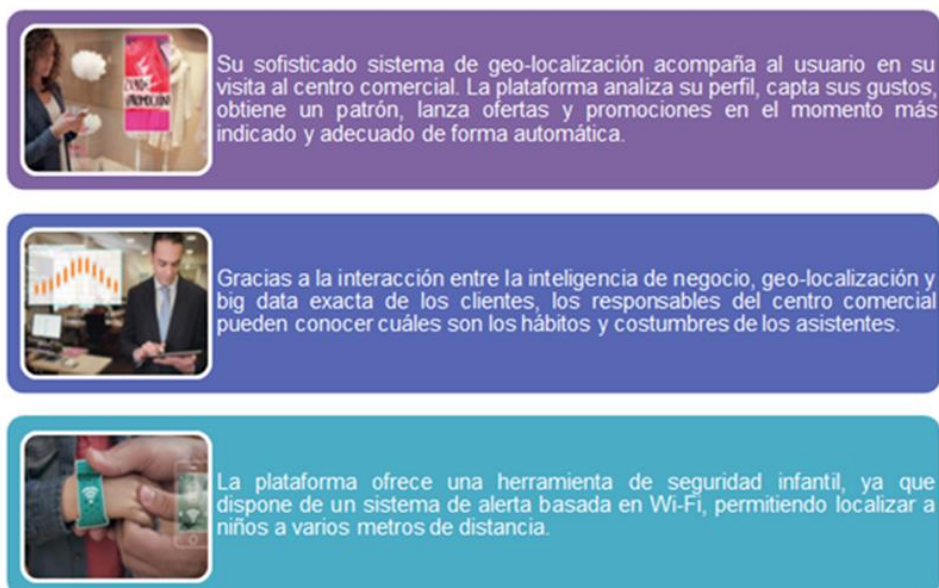 Su sofisticado sistema de geo-localización acompaña al usuario en su
visita al centro comercial. La plataforma analiza su perfil, capta sus gustos,
obtiene un patrón, lanza ofertas y promociones en el momento más
indicado y adecuado de forma automática.
Gracias a la interacción entre la inteligencia de negocio, geo-localización y
big data exacta de los clientes, los responsables del centro comercial
pueden conocer cuáles son los hábitos y costumbres de los asistentes.
La plataforma ofrece una herramienta de seguridad infantil, ya que
dispone de un sistema de alerta basada en Wi-Fi, permitiendo localizar a
niños a varios metros de distancia.